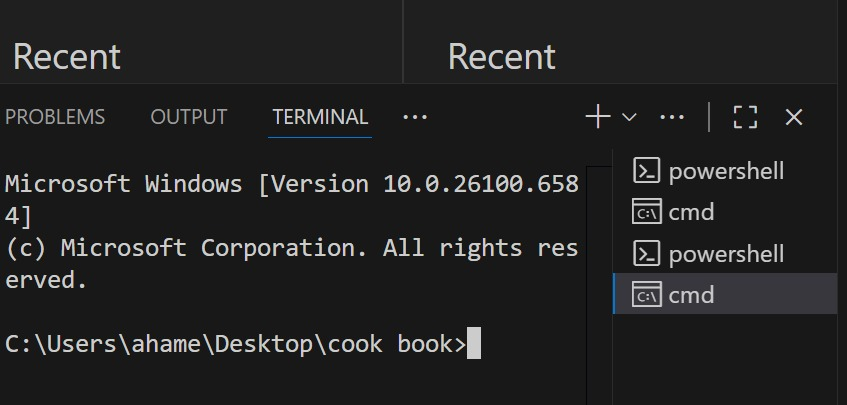 Recent
Recent
PROBLEMS OUTPUT TERMINAL ...
Microsoft Windows [Version 10.0.26100.658
4]
(c) Microsoft Corporation. All rights res
erved.
C:\Users\ahame\Desktop\cook book>
powershell
cmd
powershell
cmd